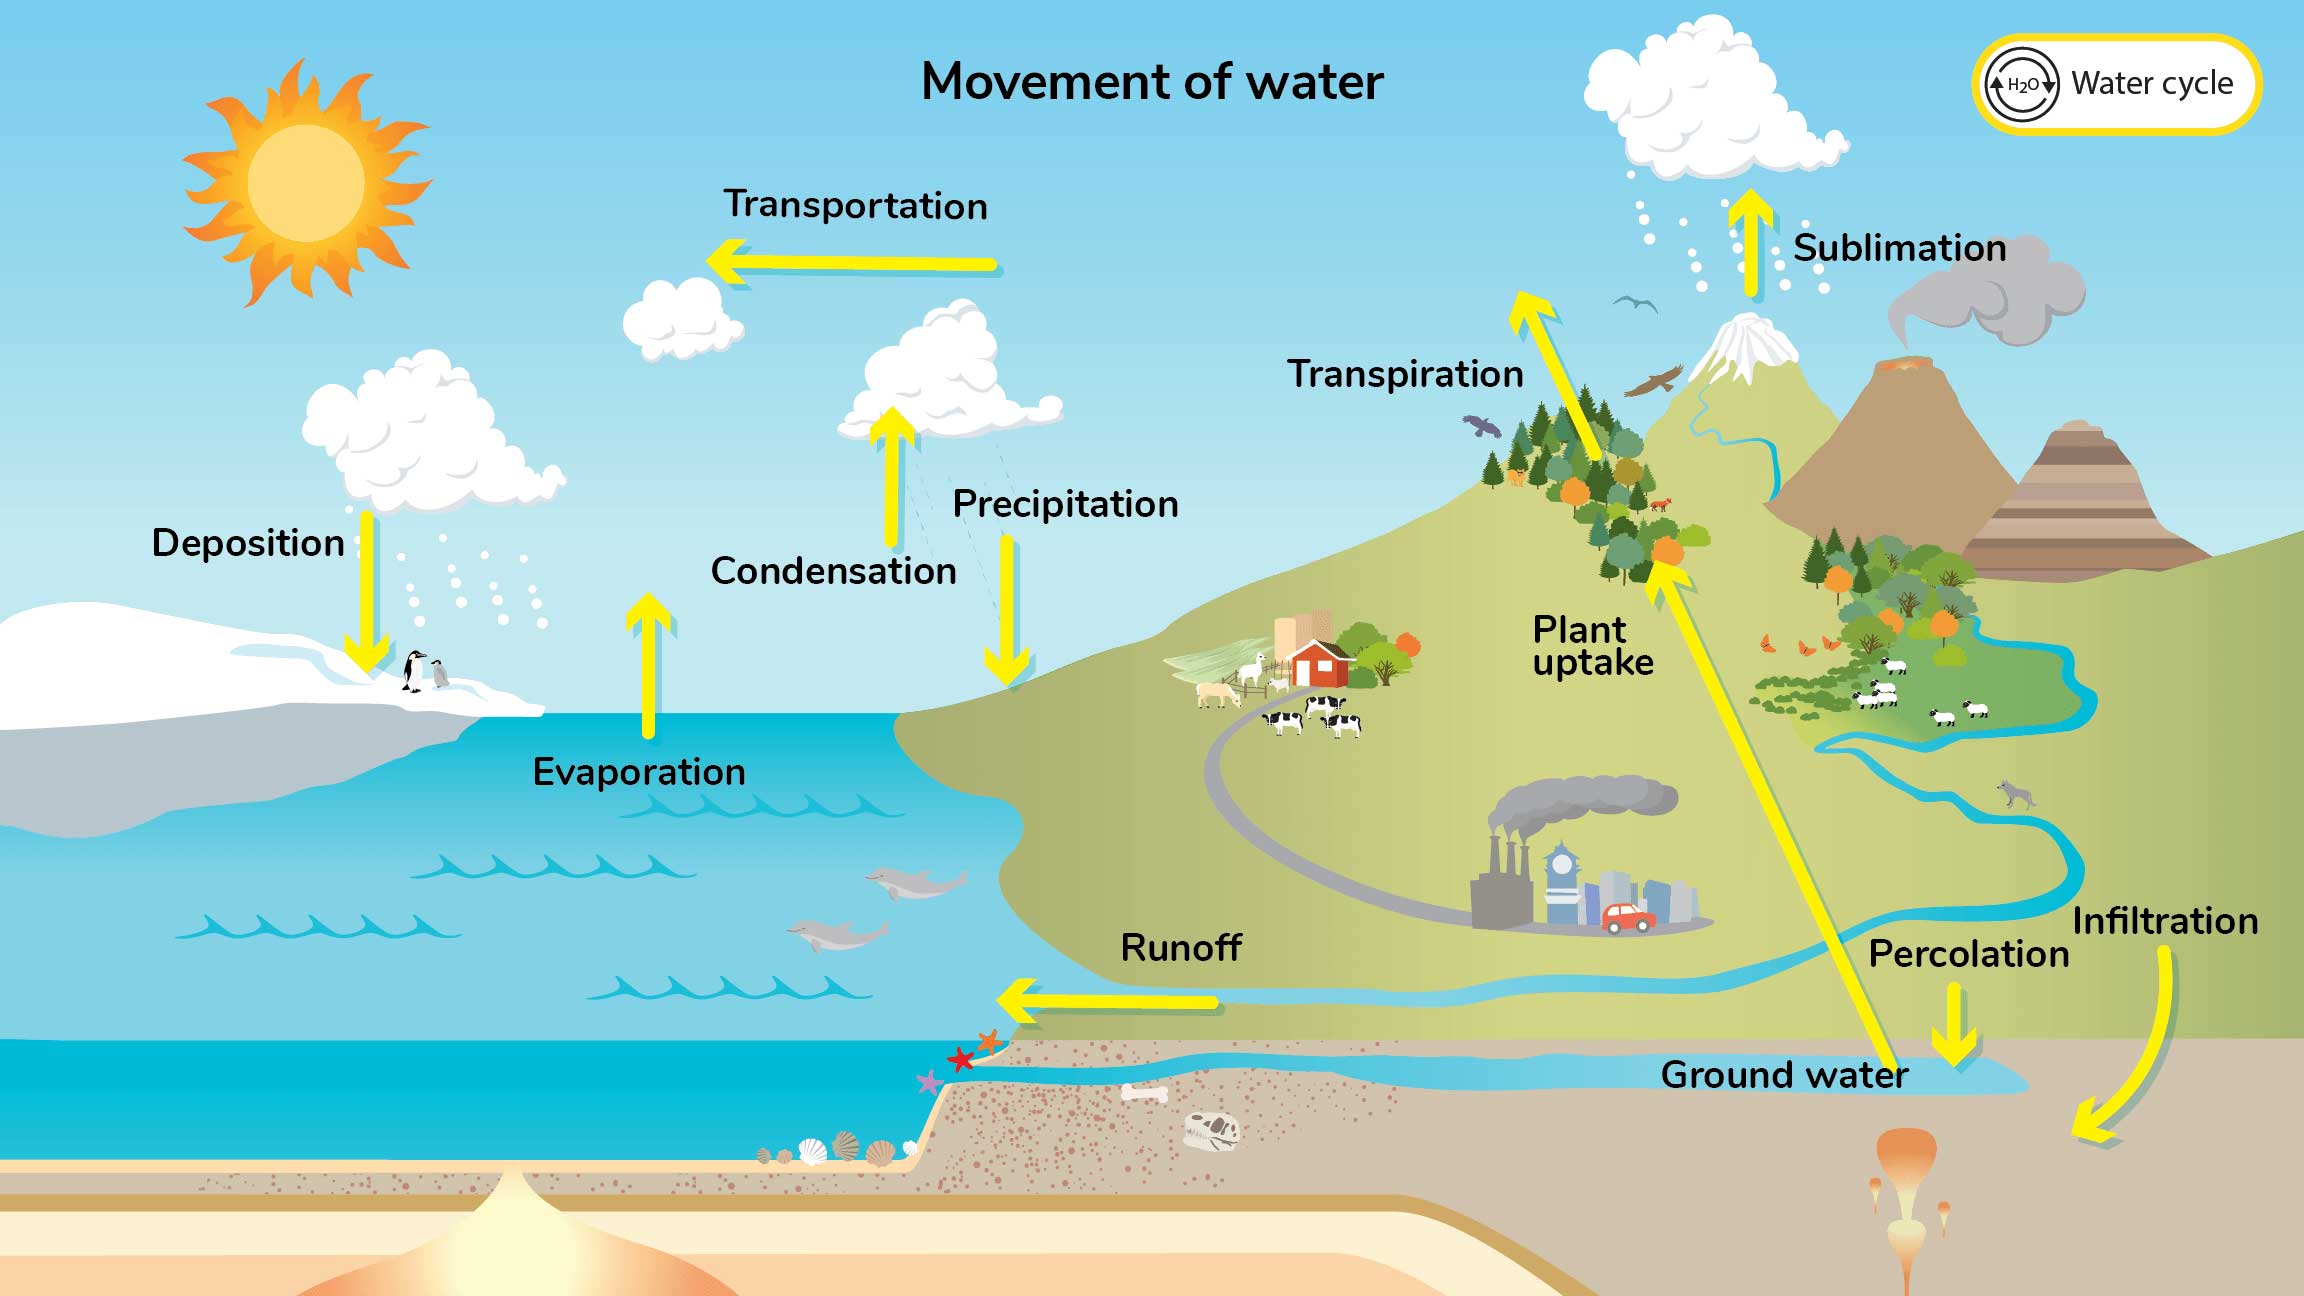 Movement of water
H2O Water cycle
Transportation
Sublimation
Transpiration
Precipitation
Deposition
Condensation
Plant
uptake
Evaporation
Infiltration
Runoff
Percolation
Ground water